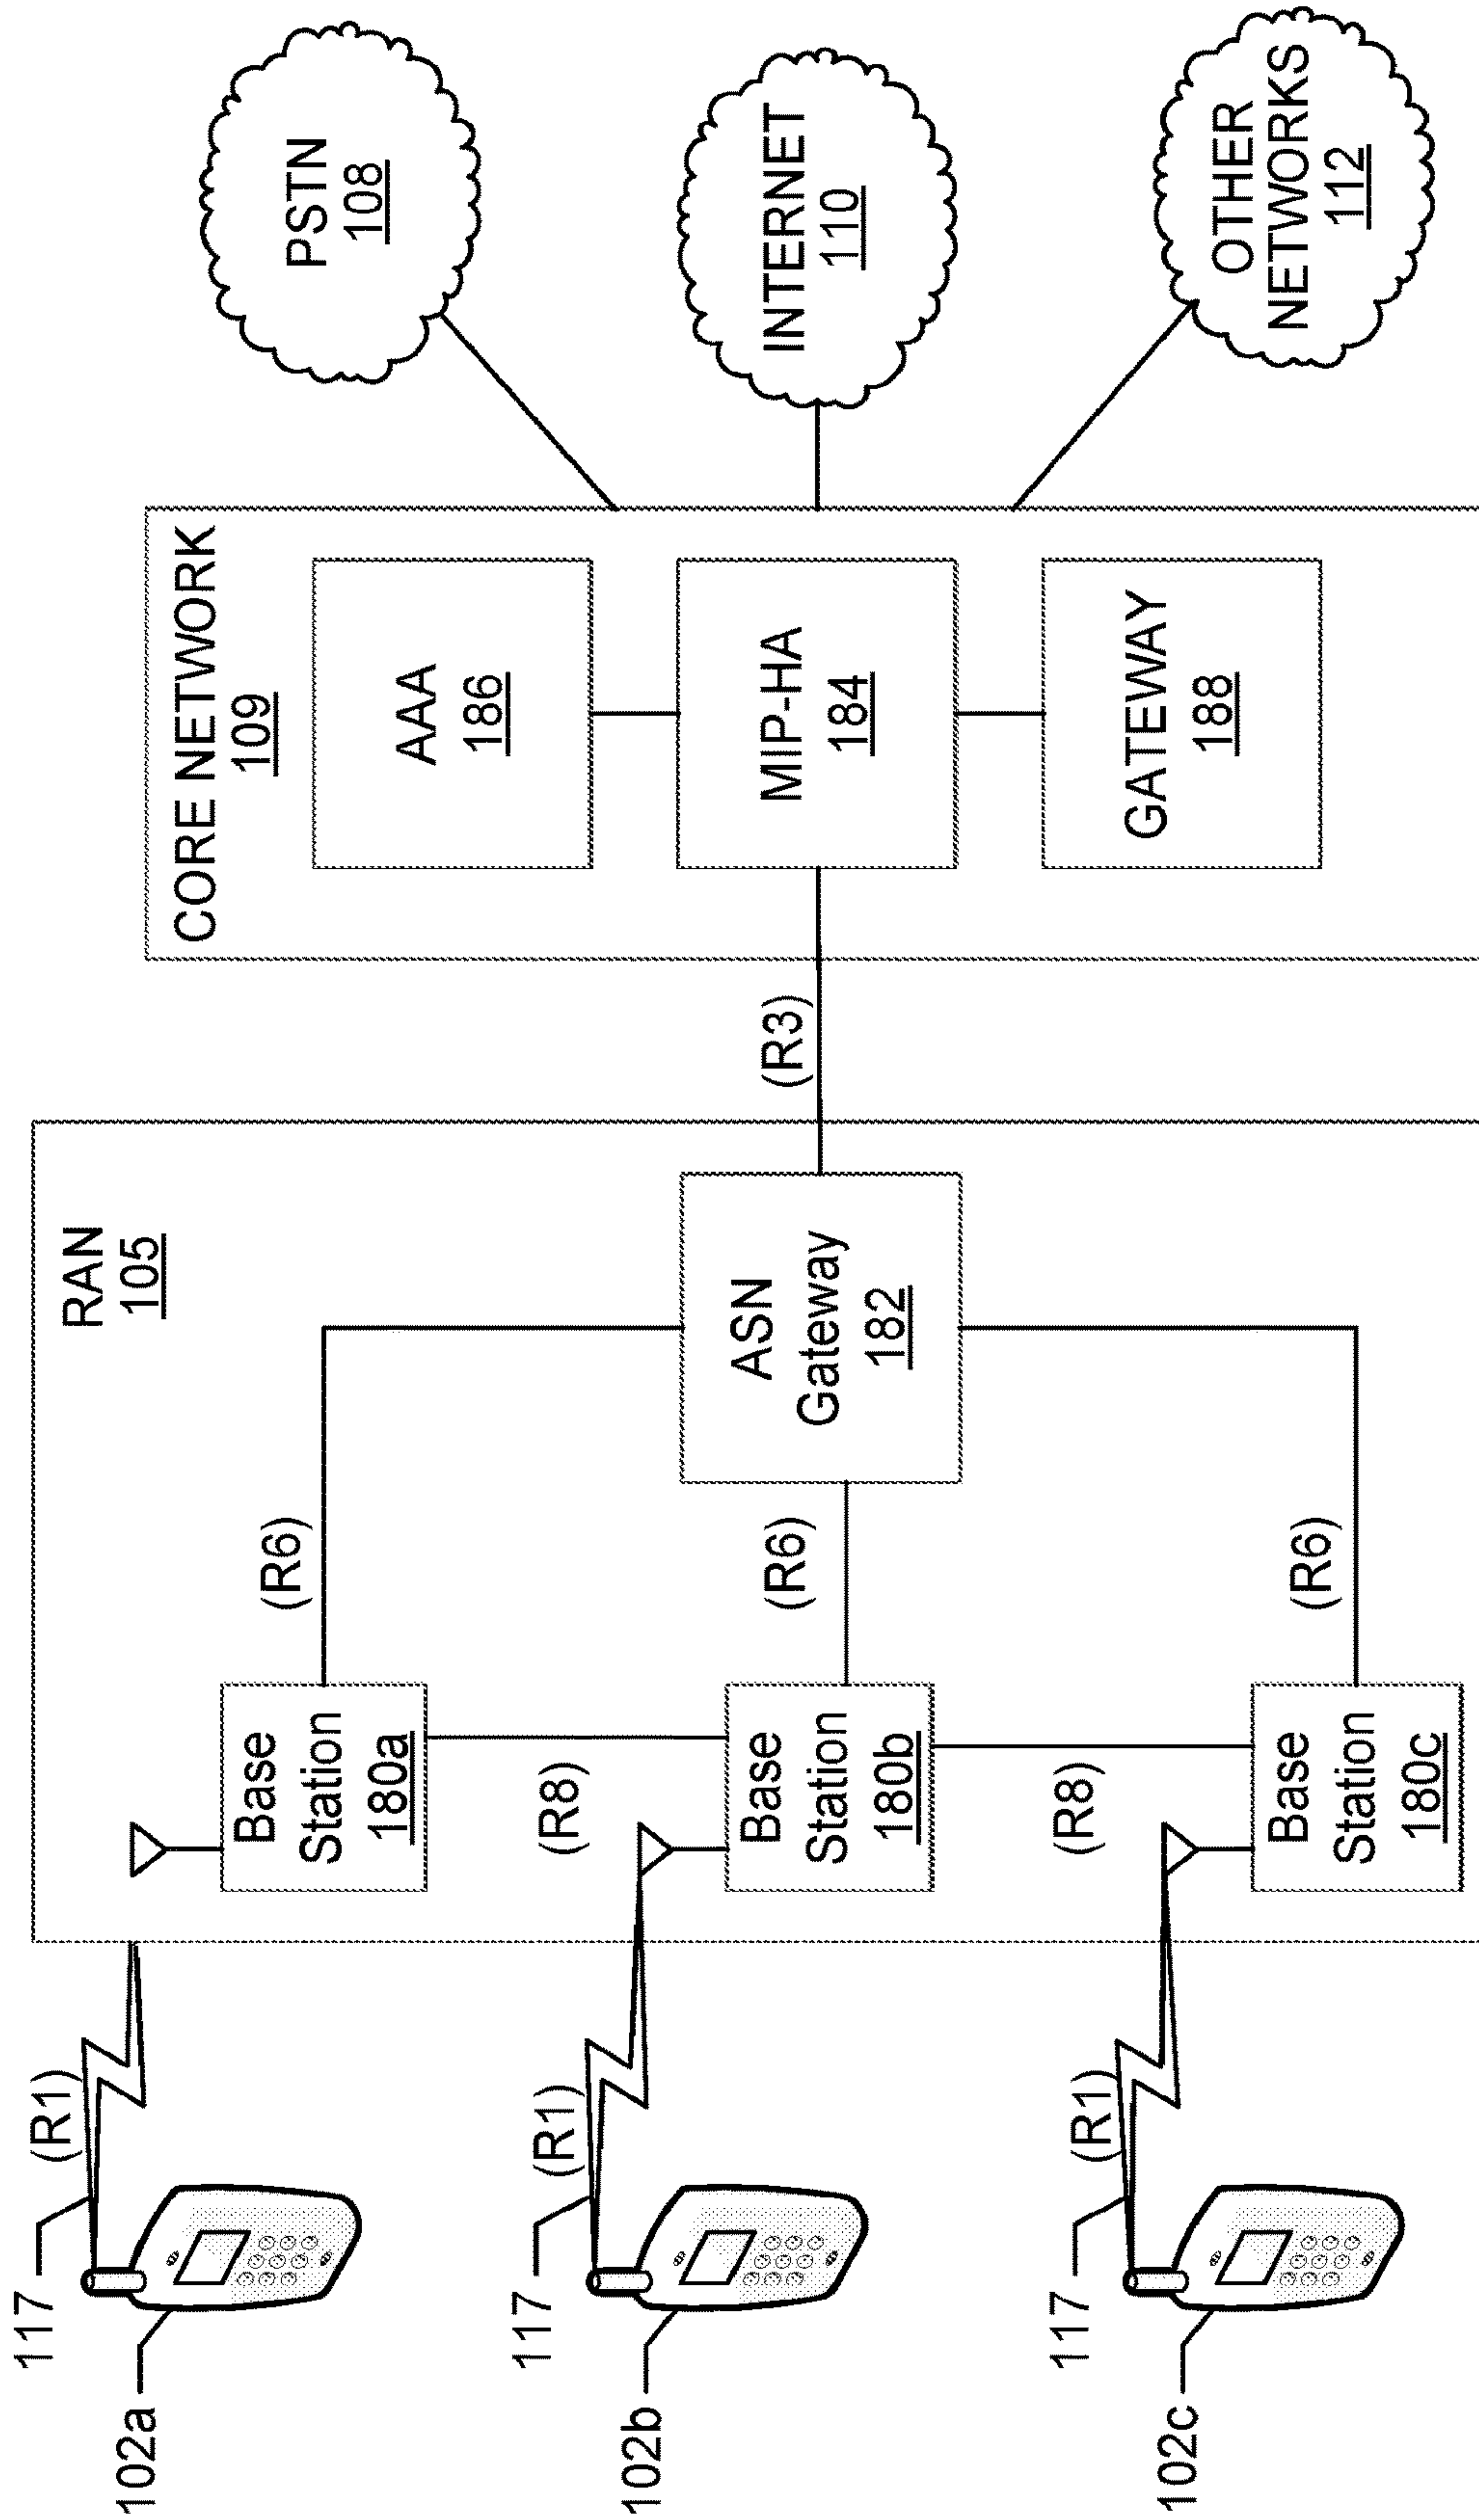 117
(R1)
102a
117
(R1)
102b
117
(R1)
102c
RAN
105
Base
Station
180a
(R8)
Base
Station
180b
(R8)
Base
Station
180c
(R6)
(R6)
(R6)
ASN
Gateway
182
(R3)
CORE NETWORK
109
AAA
186
MIP-HA
184
GATEWAY
188
PSTN
108
INTERNET
110
OTHER
NETWORKS
112